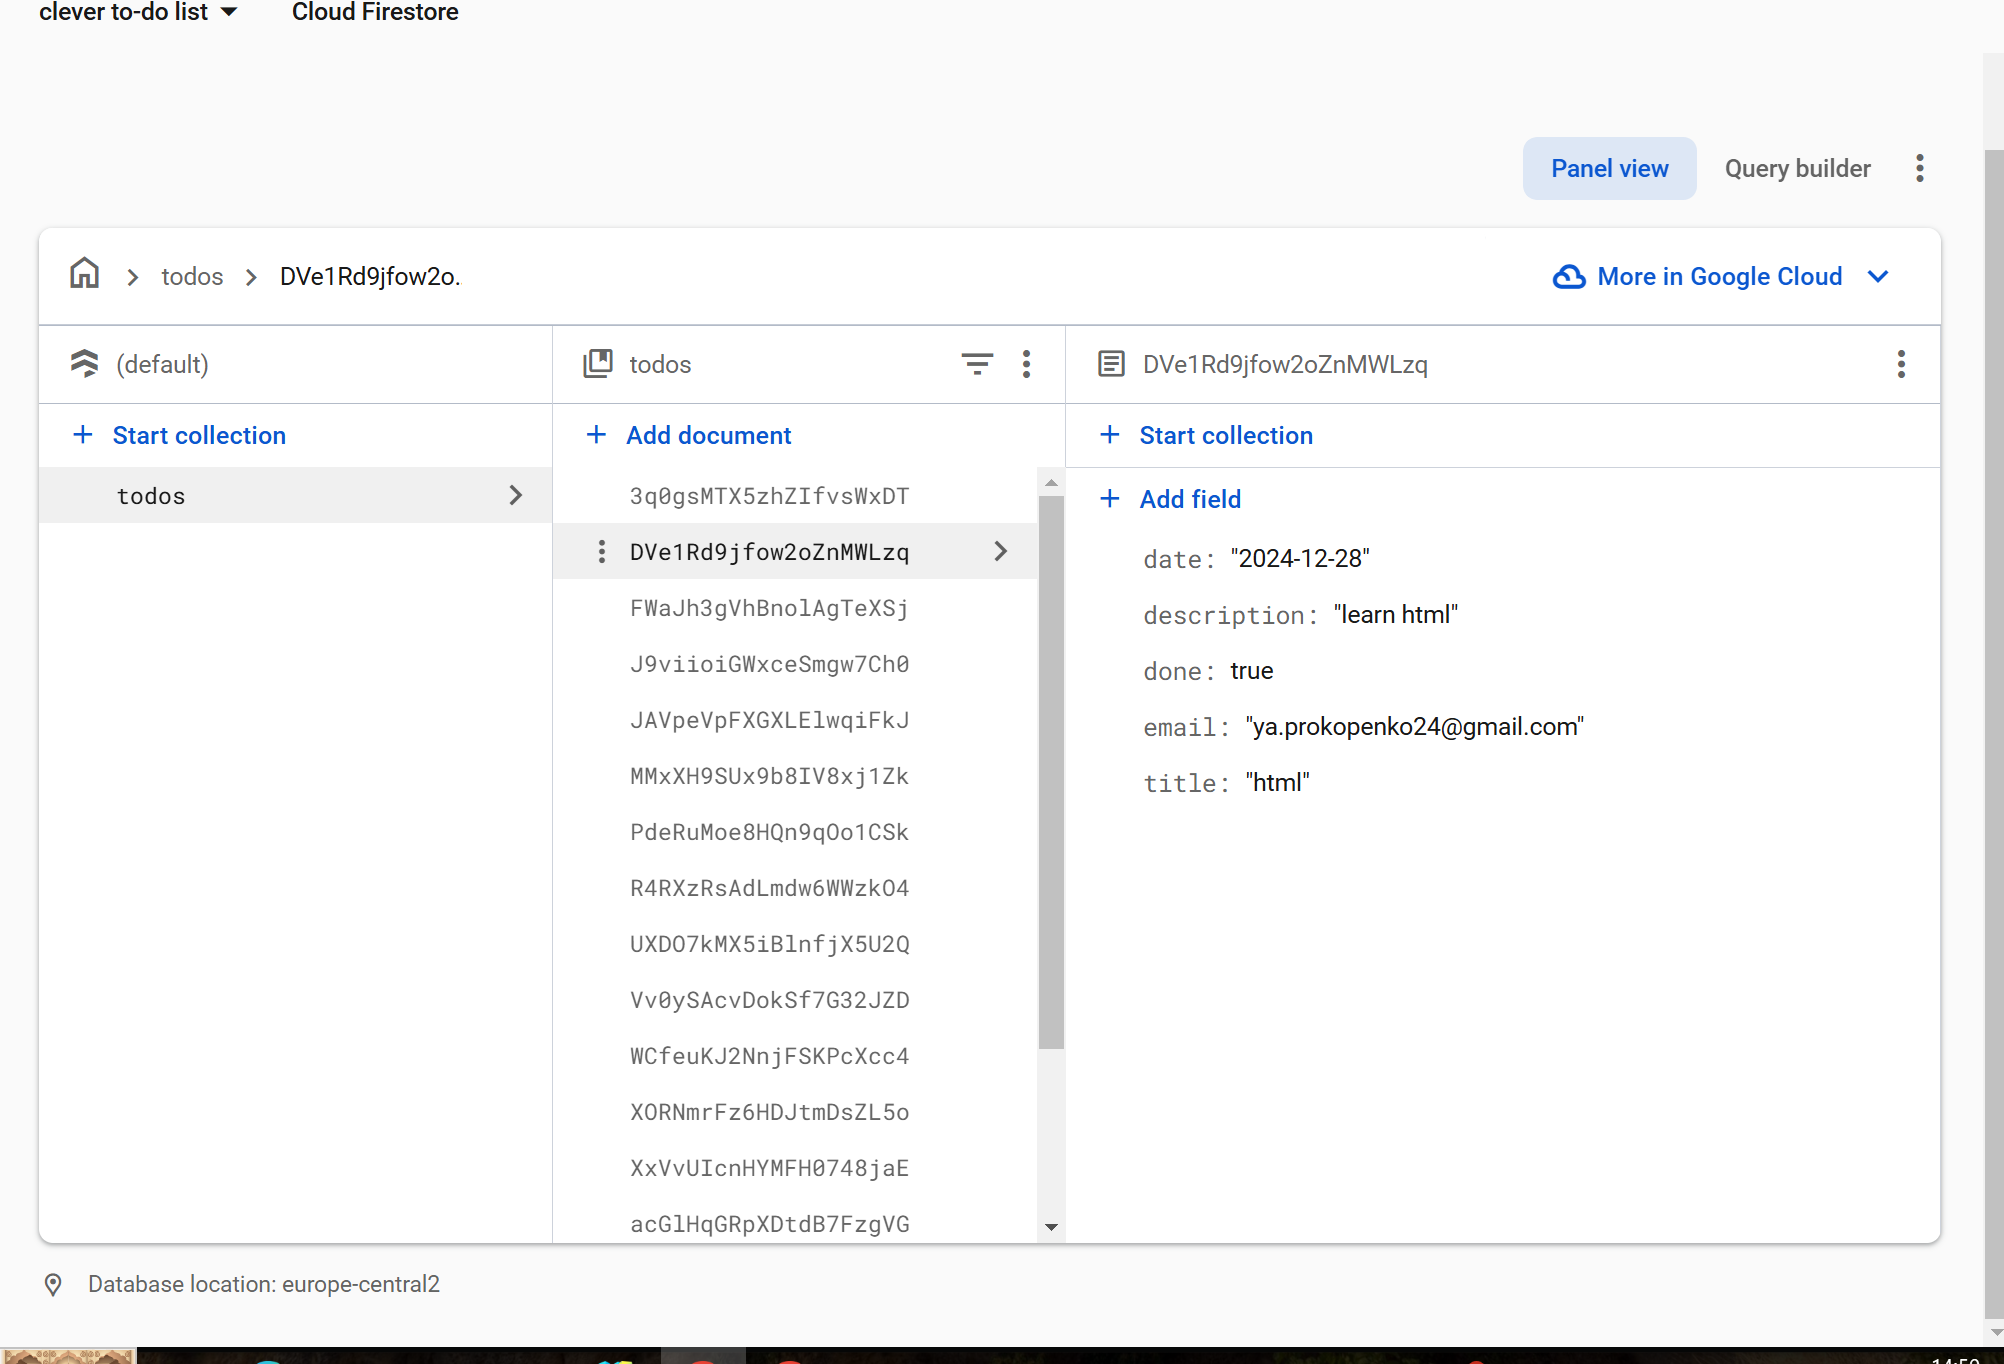 clever to-do list
Cloud Firestore
Panel view
Query builder
todos
DVe1Rd9jfow2o.
More in Google Cloud
(default)
todos
DVe1Rd9jfow2oZnMWLzq
Start collection
Add document
Start collection
todos
3q0gsMTX5zhZIfvsWxDT
DVe1Rd9jfow2oZnMWLzq
FWaJh3gVhBnolAgTeXSj
J9viioiGWxceSmgw7Ch0
JAVpeVpFXGXLElwqiFkJ
MMxXH9SUx9b8IV8xj1Zk
PdeRuMoe8HQn9qOo1CSk
R4RXzRsAdLmdw6WWzkO4
UXDO7kMX5iBlnfjX5U2Q
Vv0ySAcvDokSf7G32JZD
WCfeuKJ2NnjFSKPcXcc4
XORNmrFz6HDJtmDsZL5o
XxVvUIcnHYMFH0748jaE
acGlHqGRpXDtdB7FzgVG
Add field
date: "2024-12-28"
description: "learn html"
done: true
email: "ya.prokopenko24@gmail.com"
title: "html"
Database location: europe-central2